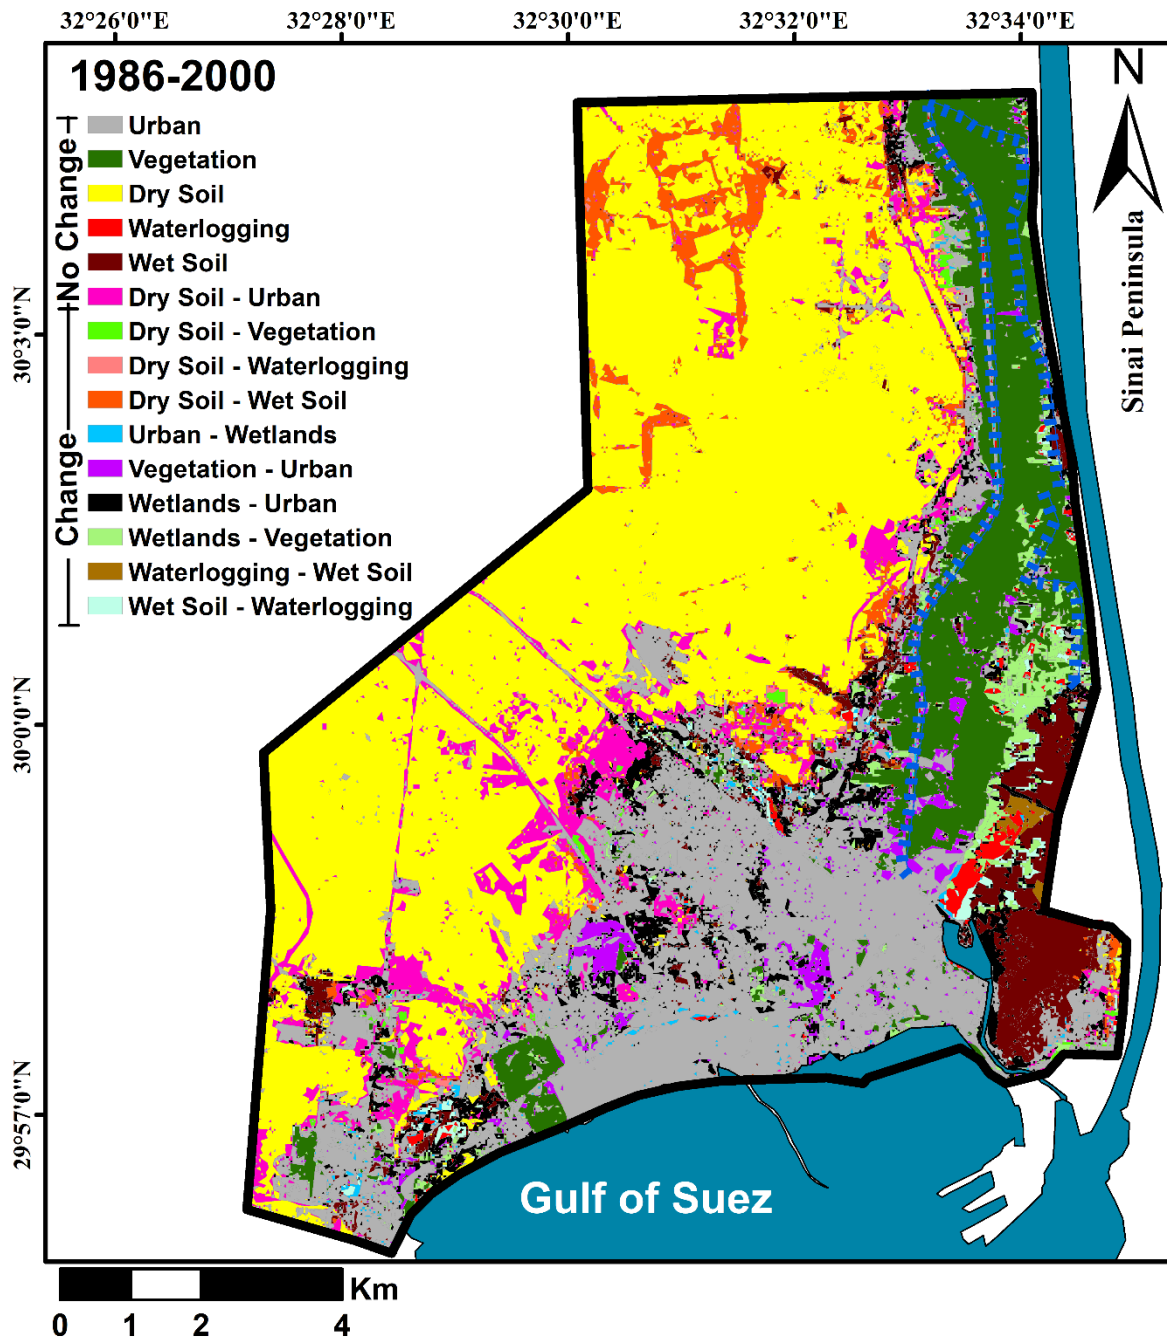 32°26'0"E 32°28'0"E 32°30'0"E 32°32'0"E 32°34'0"E
1986-2000
N
Urban
Vegetation
Dry Soil
Waterlogging
Wet Soil
Dry Soil - Urban
Dry Soil - Vegetation
Dry Soil - Waterlogging
Dry Soil - Wet Soil
Urban - Wetlands
Vegetation - Urban
Wetlands - Urban
Wetlands - Vegetation
Waterlogging - Wet Soil
Wet Soil - Waterlogging
No Change
Change
Sinai Peninsula
30°3'0"N
30°0'0"N
29°57'0"N
Gulf of Suez
Km
0 1 2 4